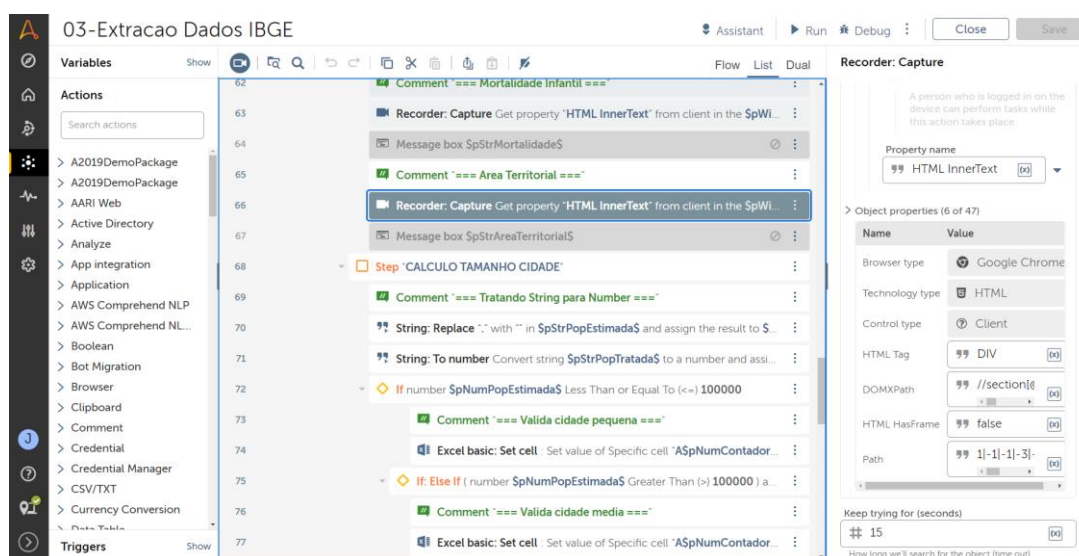 03-Extracao Dados IBGE
Assistant
Run
Debug
Close
Save
Variables
Show
Flow List Dual
Recorder: Capture
Actions
Search actions
A2019DemoPackage
A2019DemoPackage
AARI Web
Active Directory
Analyze
App integration
Application
AWS Comprehend NLP
AWS Comprehend NL...
Boolean
Bot Migration
Browser
Clipboard
Comment
Credential
Credential Manager
CSV/TXT
Currency Conversion
Data Table
Triggers
Show
J
62 Comment "=== Mortalidade Infantil ==="
63 Recorder: Capture Get property "HTML InnerText" from client in the $pWi...
64 Message box $pStrMortalidade$
65 Comment "=== Area Territorial ==="
66 Recorder: Capture Get property "HTML InnerText" from client in the $pWi...
67 Message box $pStrAreaTerritorial$
68 Step "CALCULO TAMANHO CIDADE"
69 Comment "=== Tratando String para Number ==="
70 String: Replace "." with "" in $pStrPopEstimada$ and assign the result to $...
71 String: To number Convert string $pStrPopTratada$ to a number and assi...
72 If number $pNumPopEstimada$ Less Than or Equal To (<=) 100000
73 Comment "=== Valida cidade pequena ==="
74 Excel basic: Set cell : Set value of Specific cell "A$pNumContador...
75 If: Else If ( number $pNumPopEstimada$ Greater Than (>) 100000 ) a...
76 Comment "=== Valida cidade media ==="
77 Excel basic: Set cell : Set value of Specific cell "A$pNumContador...
A person who is logged in on the
device can perform tasks while
this action takes place
Property name
HTML InnerText (x)
Object properties (6 of 47)
Name Value
Browser type Google Chrome
Technology type HTML
Control type Client
HTML Tag DIV (x)
DOMXPath //section[@ (x)
HTML HasFrame false (x)
Path 1|-1|-1|-3|- (x)
Keep trying for (seconds)
# 15 (x)
How long we'll search for the object (time out)